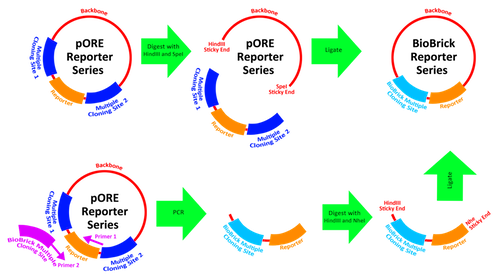 Backbone
pORE
Reporter
Series
Multiple
Cloning Site 1
Reporter
Multiple
Cloning Site 2
Digest with
HindIII and SpeI
Backbone
HindIII
Sticky End
pORE
Reporter
Series
SpeI
Sticky End
Multiple
Cloning Site 1
Reporter
Multiple
Cloning Site 2
Ligate
Backbone
BioBrick
Reporter
Series
BioBrick Multiple
Cloning Site
Reporter
Backbone
pORE
Reporter
Series
Multiple
Cloning Site 1
Primer 1
Reporter
Multiple
Cloning Site 2
BioBrick Multiple
Cloning Site
Primer 2
PCR
BioBrick Multiple
Cloning Site
Reporter
Digest with
HindIII and NheI
HindIII
Sticky End
BioBrick Multiple
Cloning Site
Reporter
Nhe
Sticky End
Ligate